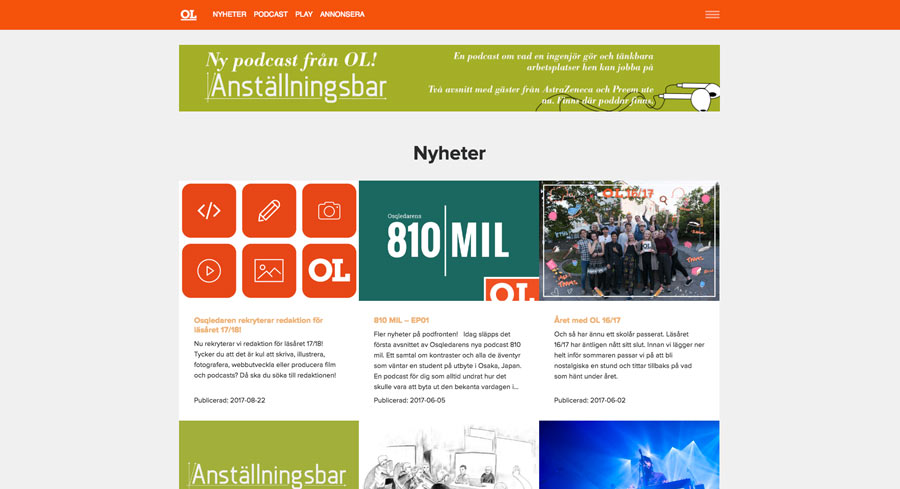 OL NYHETER PODCAST PLAY ANNONSERA
Ny podcast från OL!
Anställningsbar
En podcast om vad en ingenjör gör och tänkbara
arbetsplatser hen kan jobba på
Två avsnitt med gäster från AstraZeneca och Preem ute
nu. Finns där poddar finns.
Nyheter
OL
Osqledarens
810 MIL
OL
OL 16/17
OL
Osqledaren rekryterar redaktion för
läsåret 17/18!
Nu rekryterar vi redaktion för läsåret 17/18!
Tycker du att det är kul att skriva, illustrera,
fotografera, webbutveckla eller producera film
och podcasts? Då ska du söka till redaktionen!
Publicerad: 2017-08-22
810 MIL – EP01
Fler nyheter på podfronten! Idag släpps det
första avsnittet av Osqledarens nya podcast 810
mil. Ett samtal om kontraster och alla de äventyr
som väntar en student på utbyte i Osaka, Japan.
En podcast för dig som alltid undrat hur det
skulle vara att byta ut den bekanta vardagen i...
Publicerad: 2017-06-05
Året med OL 16/17
Och så har ännu ett skolår passerat. Läsåret
16/17 har äntligen nått sitt slut. Innan vi lägger ner
helt inför sommaren passar vi på att bli
nostalgiska en stund och tittar tillbaks på vad
som hänt under året.
Publicerad: 2017-06-02
Anställningsbar